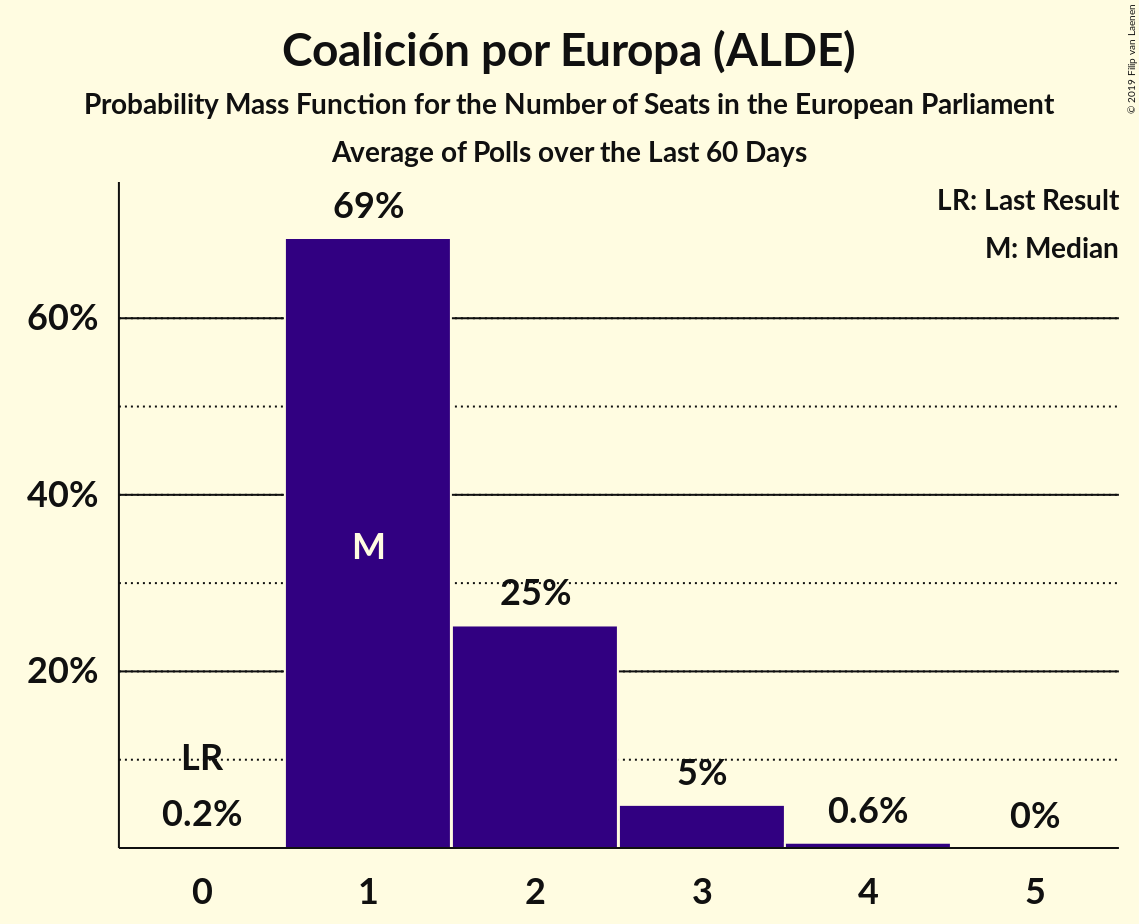 Coalición por Europa (ALDE)
Probability Mass Function for the Number of Seats in the European Parliament
Average of Polls over the Last 60 Days
© 2019 Filip van Laenen
LR: Last Result
M: Median
69%
60%
40%
M
25%
20%
LR
5%
0.2%
0.6%
0%
0 1 2 3 4 5